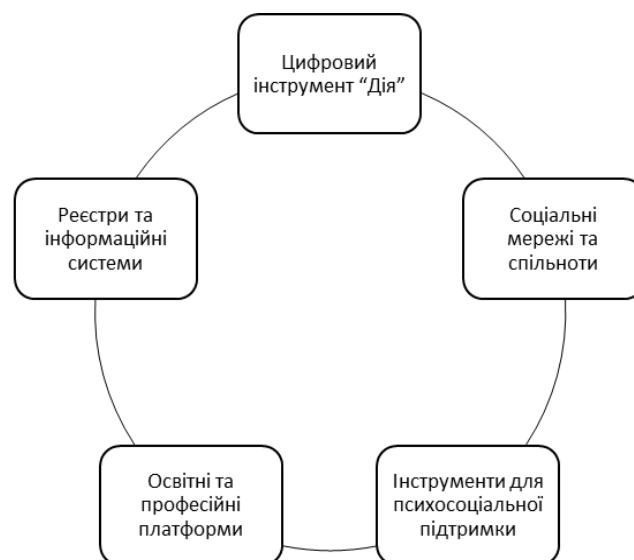 Цифровий
інструмент “Дія”
Реєстри та
інформаційні
системи
Соціальні
мережі та
спільноти
Освітні та
професійні
платформи
Інструменти для
психосоціальної
підтримки